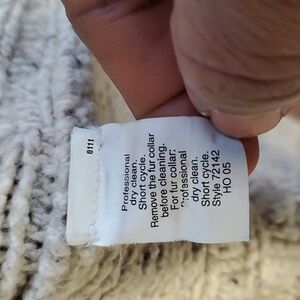 8111
Professional
dry clean.
Short cycle.
Remove the fur collar
before cleaning.
For fur collar:
Professional
dry clean.
Short cycle.
Style 72142
HO 05